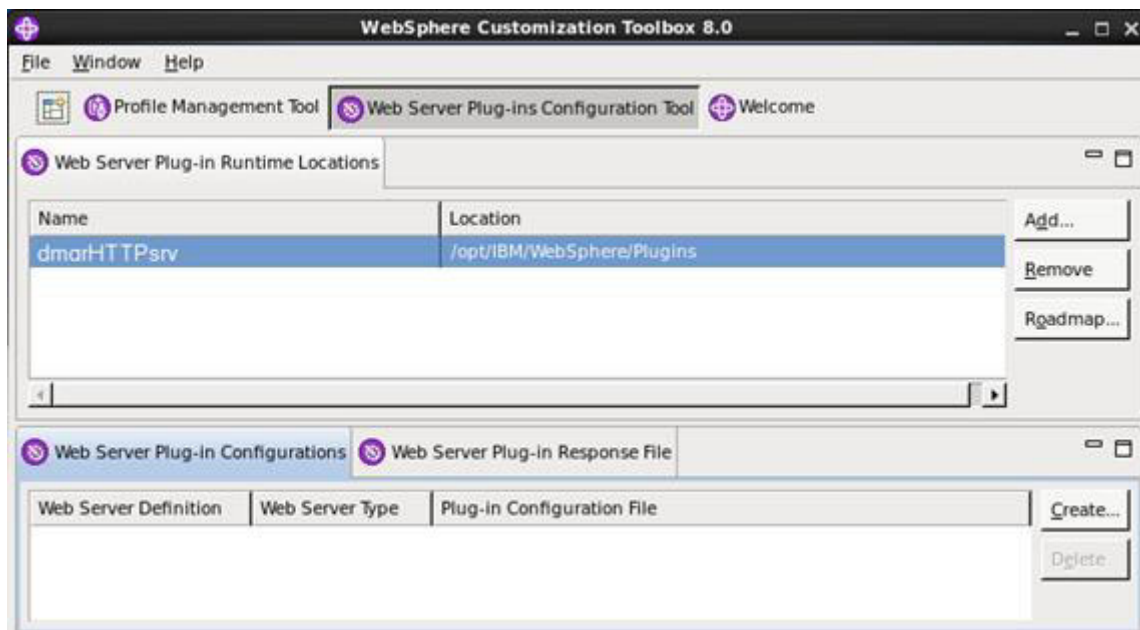 WebSphere Customization Toolbox 8.0
File Window Help
Profile Management Tool Web Server Plug-ins Configuration Tool Welcome
Web Server Plug-in Runtime Locations
Name Location Add...
dmarHTTPsrv /opt/IBM/WebSphere/Plugins
Remove
Roadmap...
Web Server Plug-in Configurations Web Server Plug-in Response File
Web Server Definition Web Server Type Plug-in Configuration File Create...
Delete